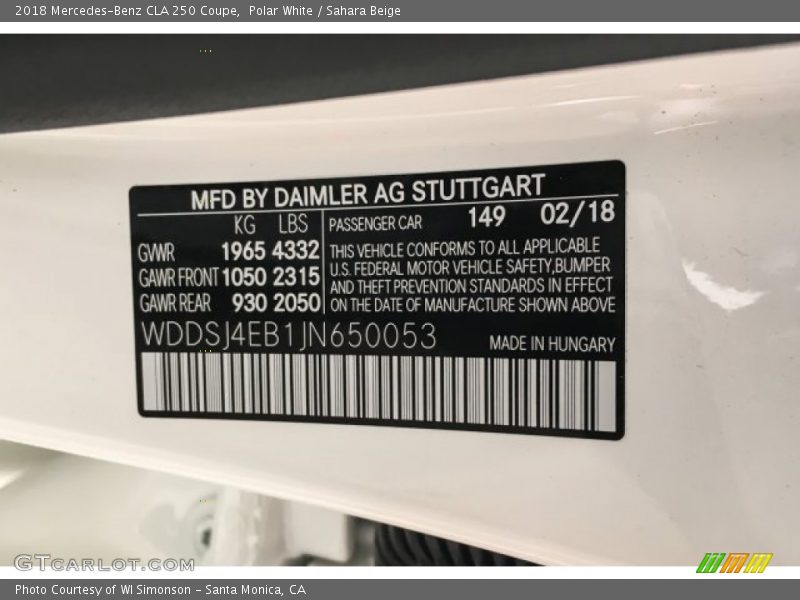 2018 Mercedes-Benz CLA 250 Coupe,  Polar White / Sahara Beige
MFD BY DAIMLER AG STUTTGART
KG LBS PASSENGER CAR 149 02/18
GVWR 1965 4332
GAWR FRONT 1050 2315
GAWR REAR 930 2050
THIS VEHICLE CONFORMS TO ALL APPLICABLE
U.S. FEDERAL MOTOR VEHICLE SAFETY,BUMPER
AND THEFT PREVENTION STANDARDS IN EFFECT
ON THE DATE OF MANUFACTURE SHOWN ABOVE
WDDSJ4EB1JN650053 MADE IN HUNGARY
GTcarlot.com
Photo Courtesy of WI Simonson - Santa Monica, CA